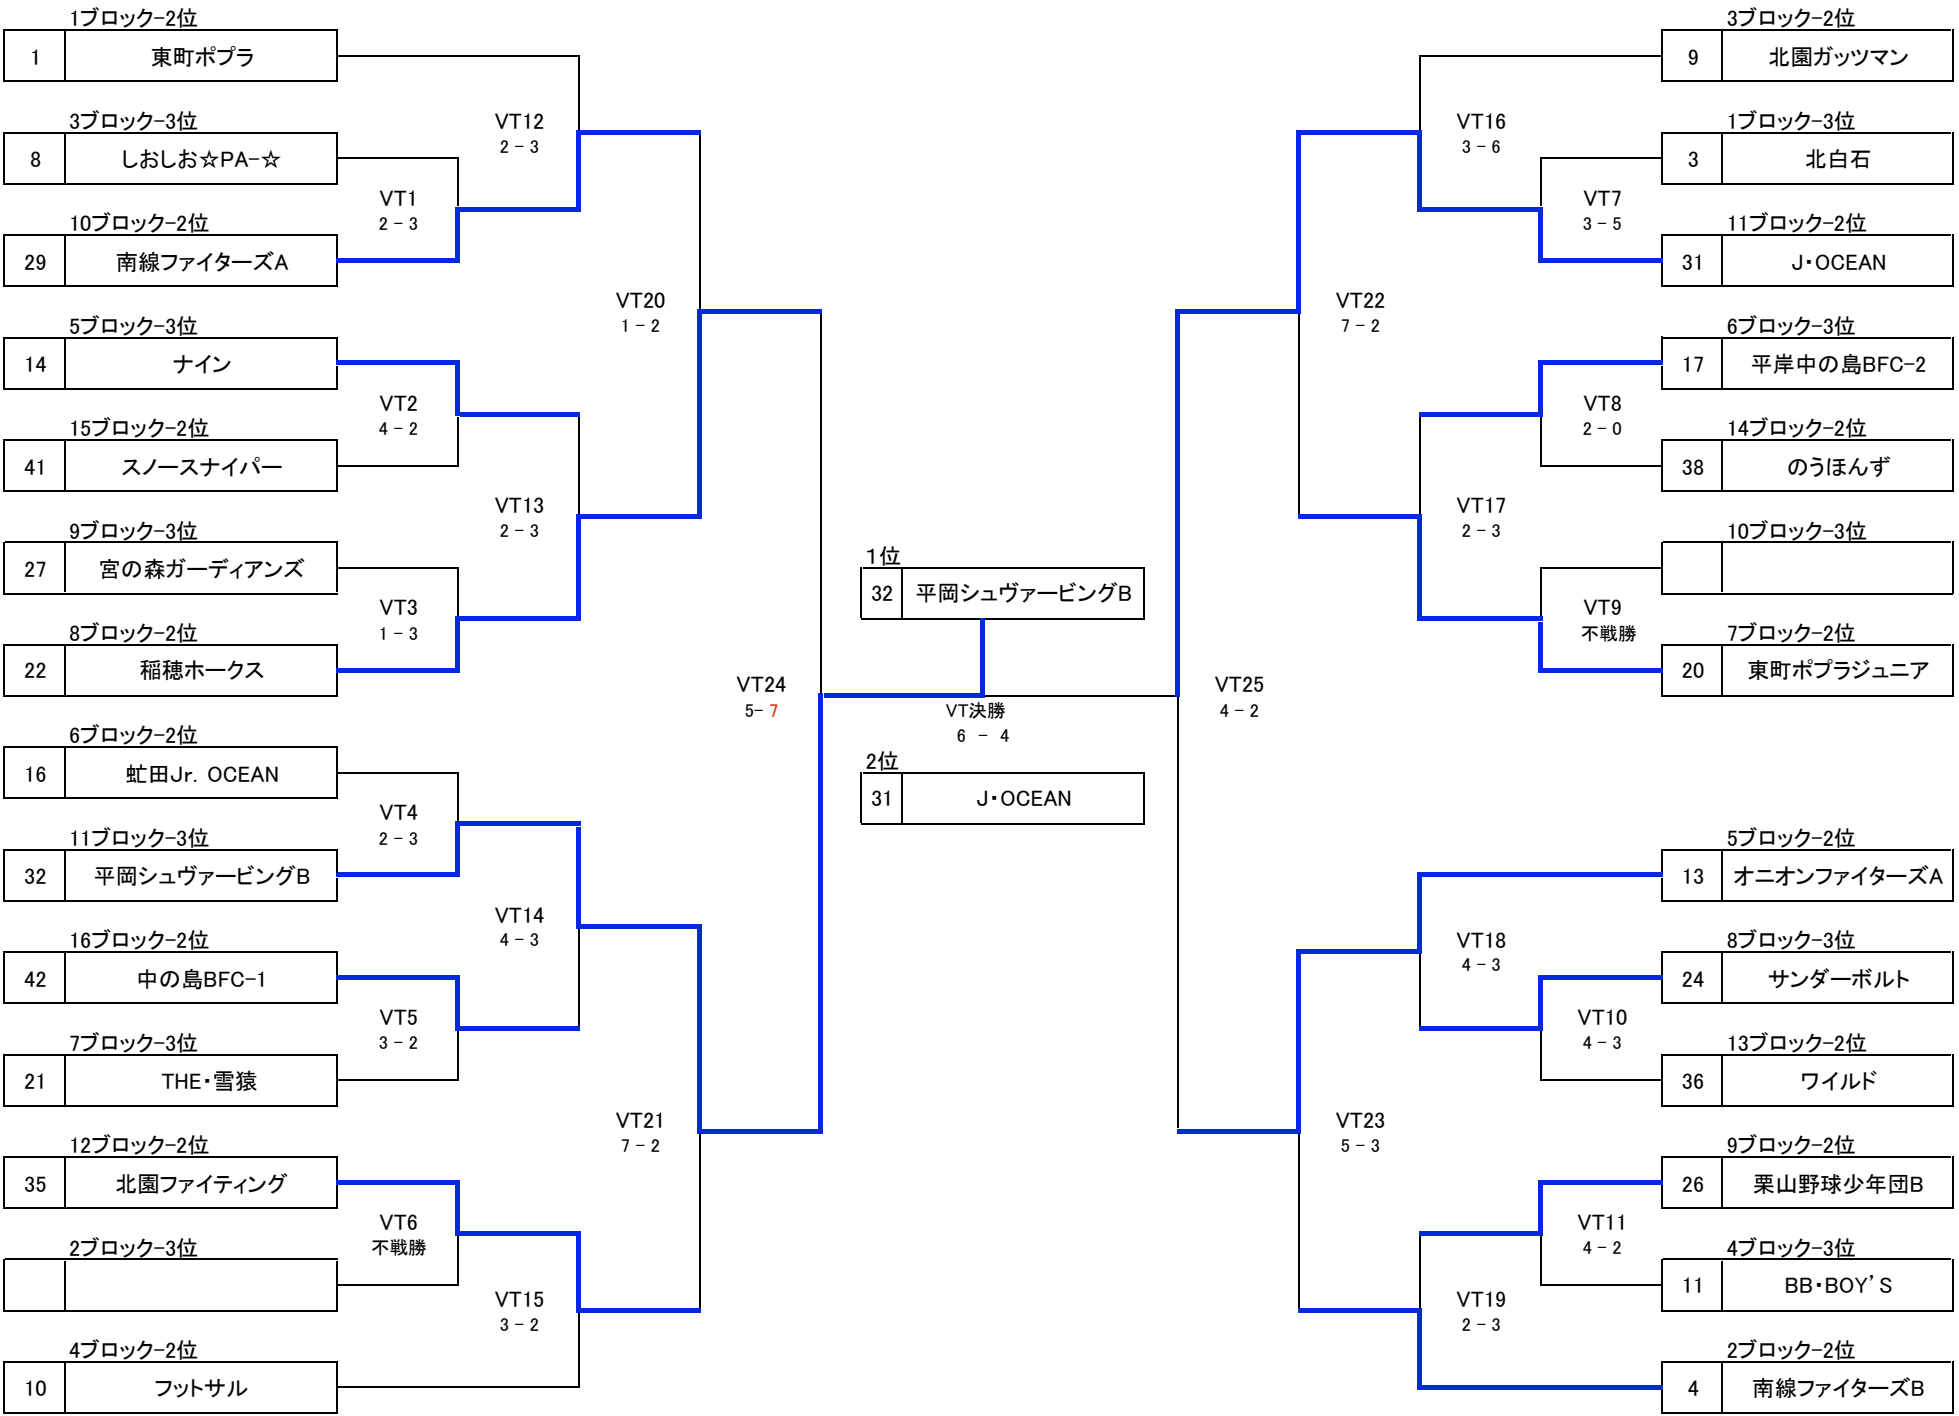 1ブロック-2位
1 東町ポプラ
3ブロック-3位
8 しおしお☆PA-☆
10ブロック-2位
29 南線ファイターズA
5ブロック-3位
14 ナイン
15ブロック-2位
41 スノースナイパー
9ブロック-3位
27 宮の森ガーディアンズ
8ブロック-2位
22 稲穂ホークス
6ブロック-2位
16 虻田Jr. OCEAN
11ブロック-3位
32 平岡シュヴァービングB
16ブロック-2位
42 中の島BFC-1
7ブロック-3位
21 THE・雪猿
12ブロック-2位
35 北園ファイティング
2ブロック-3位
4ブロック-2位
10 フットサル
VT1
2 - 3
VT2
4 - 2
VT3
1 - 3
VT4
2 - 3
VT5
3 - 2
VT6
不戦勝
VT12
2 - 3
VT13
2 - 3
VT14
4 - 3
VT15
3 - 2
VT20
1 - 2
VT21
7 - 2
VT24
5- 7
1位
32 平岡シュヴァービングB
VT決勝
6 - 4
2位
31 J・OCEAN
VT25
4 - 2
VT22
7 - 2
VT23
5 - 3
VT16
3 - 6
VT17
2 - 3
VT18
4 - 3
VT19
2 - 3
VT7
3 - 5
VT8
2 - 0
VT9
不戦勝
VT10
4 - 3
VT11
4 - 2
3ブロック-2位
9 北園ガッツマン
1ブロック-3位
3 北白石
11ブロック-2位
31 J・OCEAN
6ブロック-3位
17 平岸中の島BFC-2
14ブロック-2位
38 のうほんず
10ブロック-3位
7ブロック-2位
20 東町ポプラジュニア
5ブロック-2位
13 オニオンファイターズA
8ブロック-3位
24 サンダーボルト
13ブロック-2位
36 ワイルド
9ブロック-2位
26 栗山野球少年団B
4ブロック-3位
11 BB・BOY'S
2ブロック-2位
4 南線ファイターズB